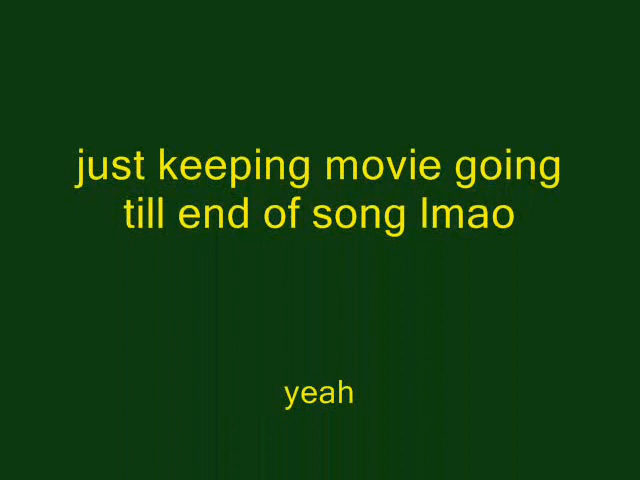 just keeping movie going
till end of song lmao
yeah